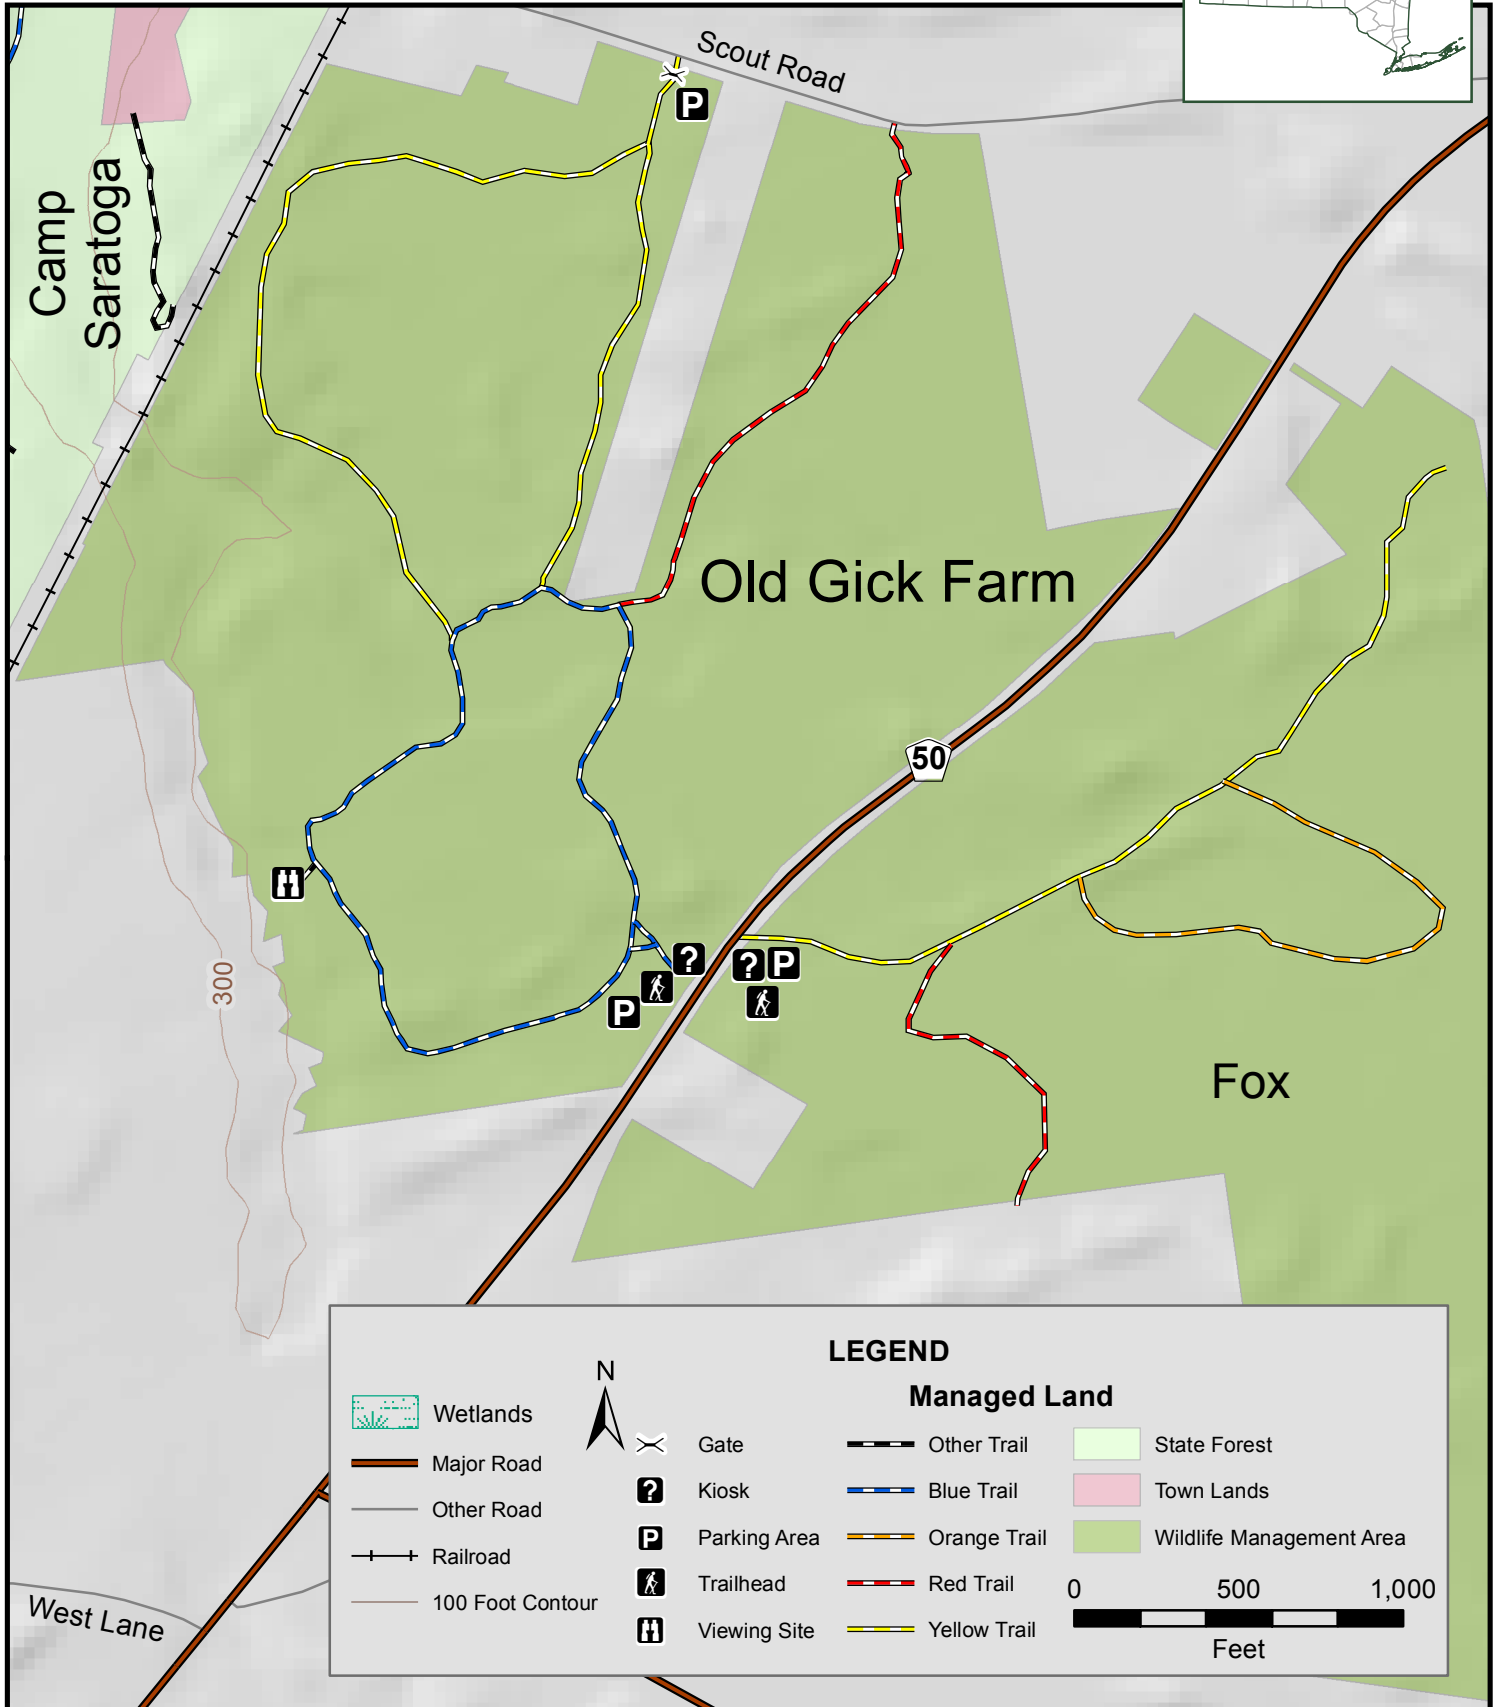 Scout Road
P
Camp
Saratoga
Old Gick Farm
50
?
P
? P
300
Fox
LEGEND
Managed Land
N
Wetlands
Major Road
Other Road
Railroad
100 Foot Contour
Gate
? Kiosk
P Parking Area
Trailhead
Viewing Site
Other Trail
Blue Trail
Orange Trail
Red Trail
Yellow Trail
State Forest
Town Lands
Wildlife Management Area
0 500 1,000
Feet
West Lane